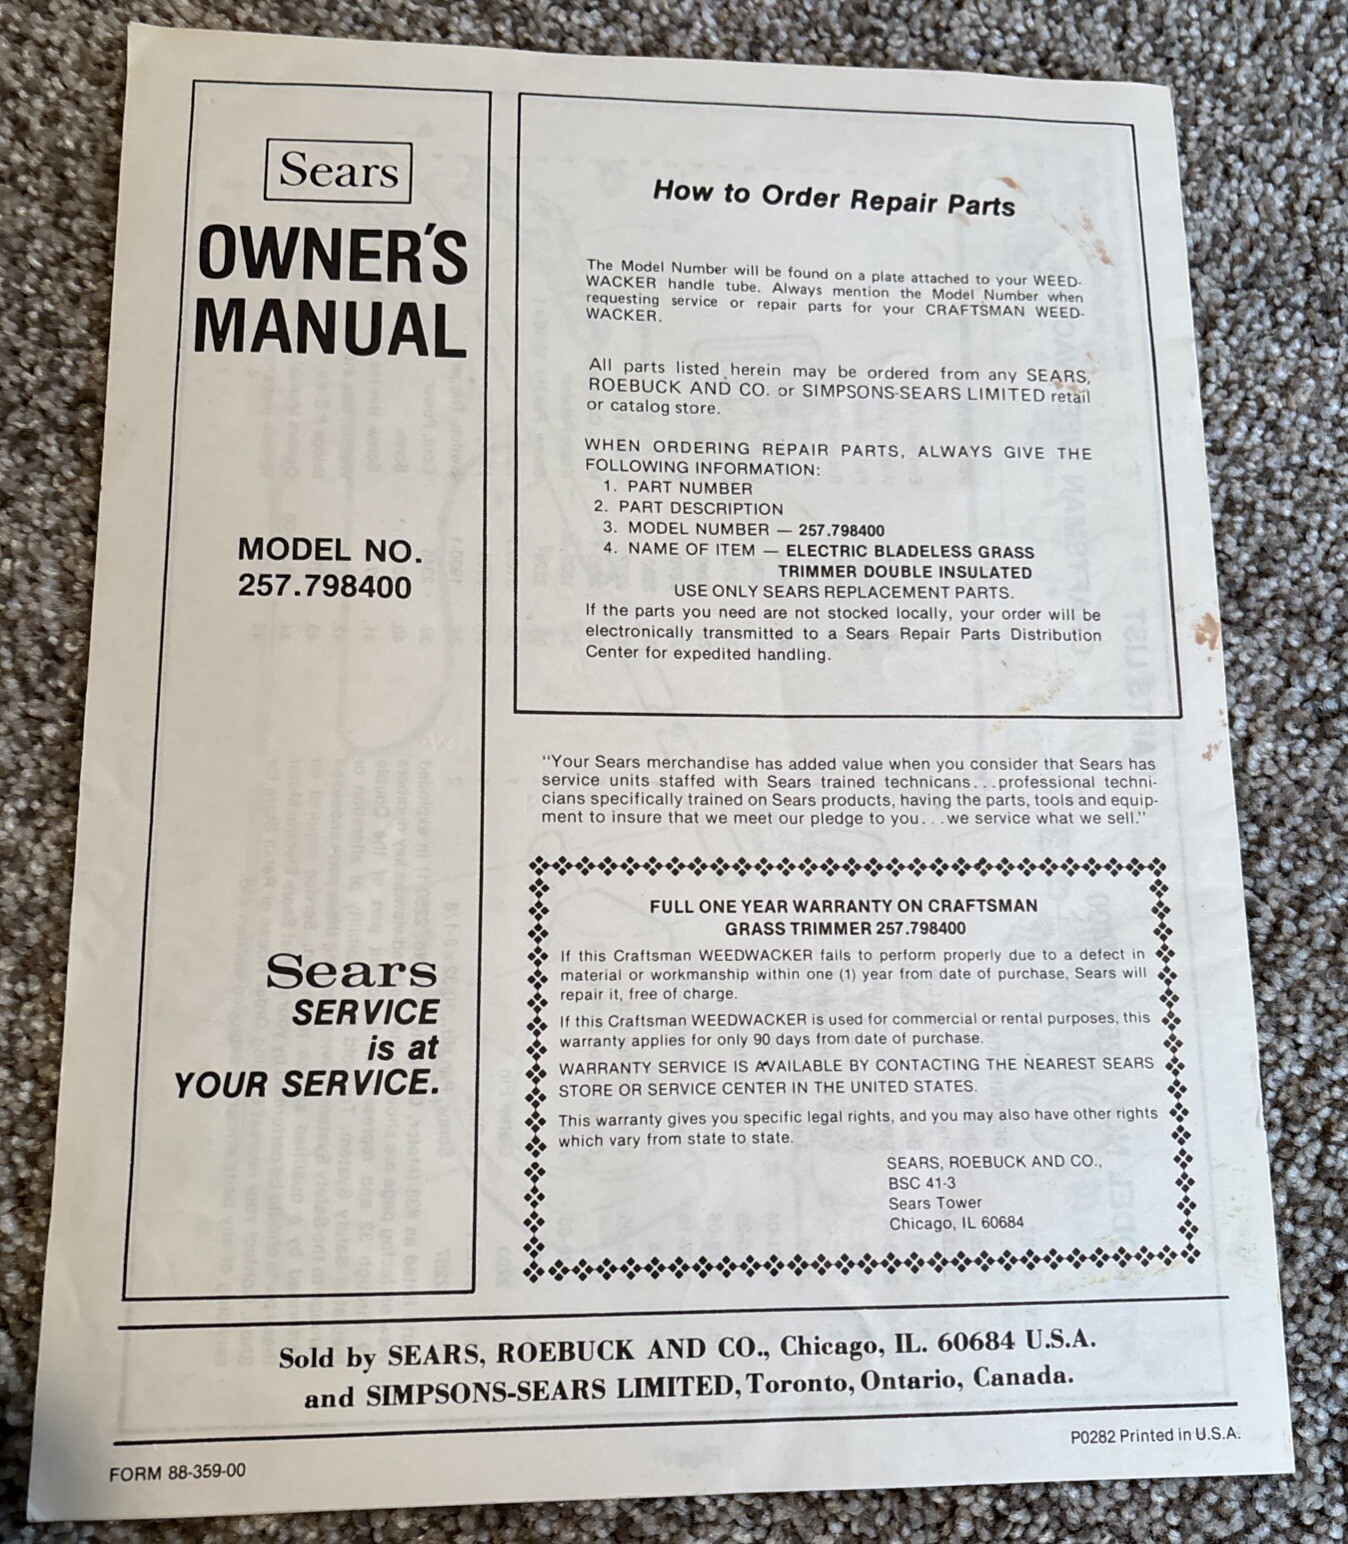 Sears
OWNER'S
MANUAL
MODEL NO.
257.798400
Sears
SERVICE
is at
YOUR SERVICE.
How to Order Repair Parts
The Model Number will be found on a plate attached to your WEED-
WACKER handle tube. Always mention the Model Number when
requesting service or repair parts for your CRAFTSMAN WEED-
WACKER.
All parts listed herein may be ordered from any SEARS,
ROEBUCK AND CO. or SIMPSONS-SEARS LIMITED retail
or catalog store.
WHEN ORDERING REPAIR PARTS, ALWAYS GIVE THE
FOLLOWING INFORMATION:
1. PART NUMBER
2. PART DESCRIPTION
3. MODEL NUMBER — 257.798400
4. NAME OF ITEM — ELECTRIC BLADELESS GRASS
TRIMMER DOUBLE INSULATED
USE ONLY SEARS REPLACEMENT PARTS.
If the parts you need are not stocked locally, your order will be
electronically transmitted to a Sears Repair Parts Distribution
Center for expedited handling.
"Your Sears merchandise has added value when you consider that Sears has
service units staffed with Sears trained technicans...professional techni-
cians specifically trained on Sears products, having the parts, tools and equip-
ment to insure that we meet our pledge to you...we service what we sell."
FULL ONE YEAR WARRANTY ON CRAFTSMAN
GRASS TRIMMER 257.798400
If this Craftsman WEEDWACKER fails to perform properly due to a defect in
material or workmanship within one (1) year from date of purchase, Sears will
repair it, free of charge.
If this Craftsman WEEDWACKER is used for commercial or rental purposes, this
warranty applies for only 90 days from date of purchase.
WARRANTY SERVICE IS AVAILABLE BY CONTACTING THE NEAREST SEARS
STORE OR SERVICE CENTER IN THE UNITED STATES.
This warranty gives you specific legal rights, and you may also have other rights
which vary from state to state.
SEARS, ROEBUCK AND CO.,
BSC 41-3
Sears Tower
Chicago, IL 60684
Sold by SEARS, ROEBUCK AND CO., Chicago, IL. 60684 U.S.A.
and SIMPSONS-SEARS LIMITED, Toronto, Ontario, Canada.
FORM 88-359-00
P0282 Printed in U.S.A.